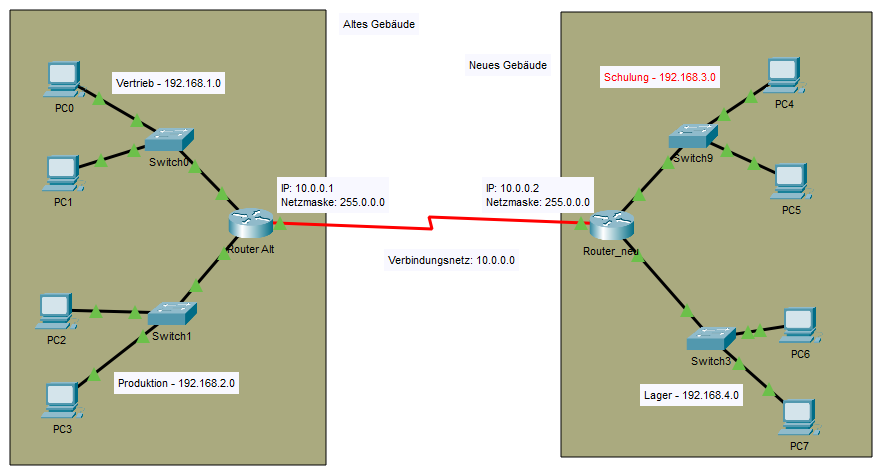 Altes Gebäude
Neues Gebäude
PC0
Vertrieb - 192.168.1.0
PC1
Switch0
IP: 10.0.0.1
Netzmaske: 255.0.0.0
Router Alt
PC2
Switch1
Produktion - 192.168.2.0
PC3
Verbindungsnetz: 10.0.0.0
IP: 10.0.0.2
Netzmaske: 255.0.0.0
Router_neu
Schulung - 192.168.3.0
PC4
Switch9
PC5
Switch3
PC6
Lager - 192.168.4.0
PC7